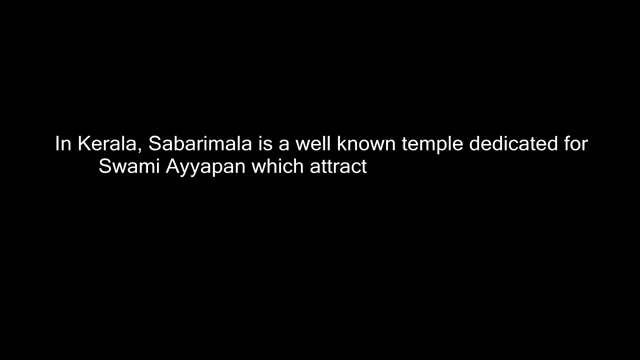 In Kerala, Sabarimala is a well known temple dedicated for
Swami Ayyapan which attract